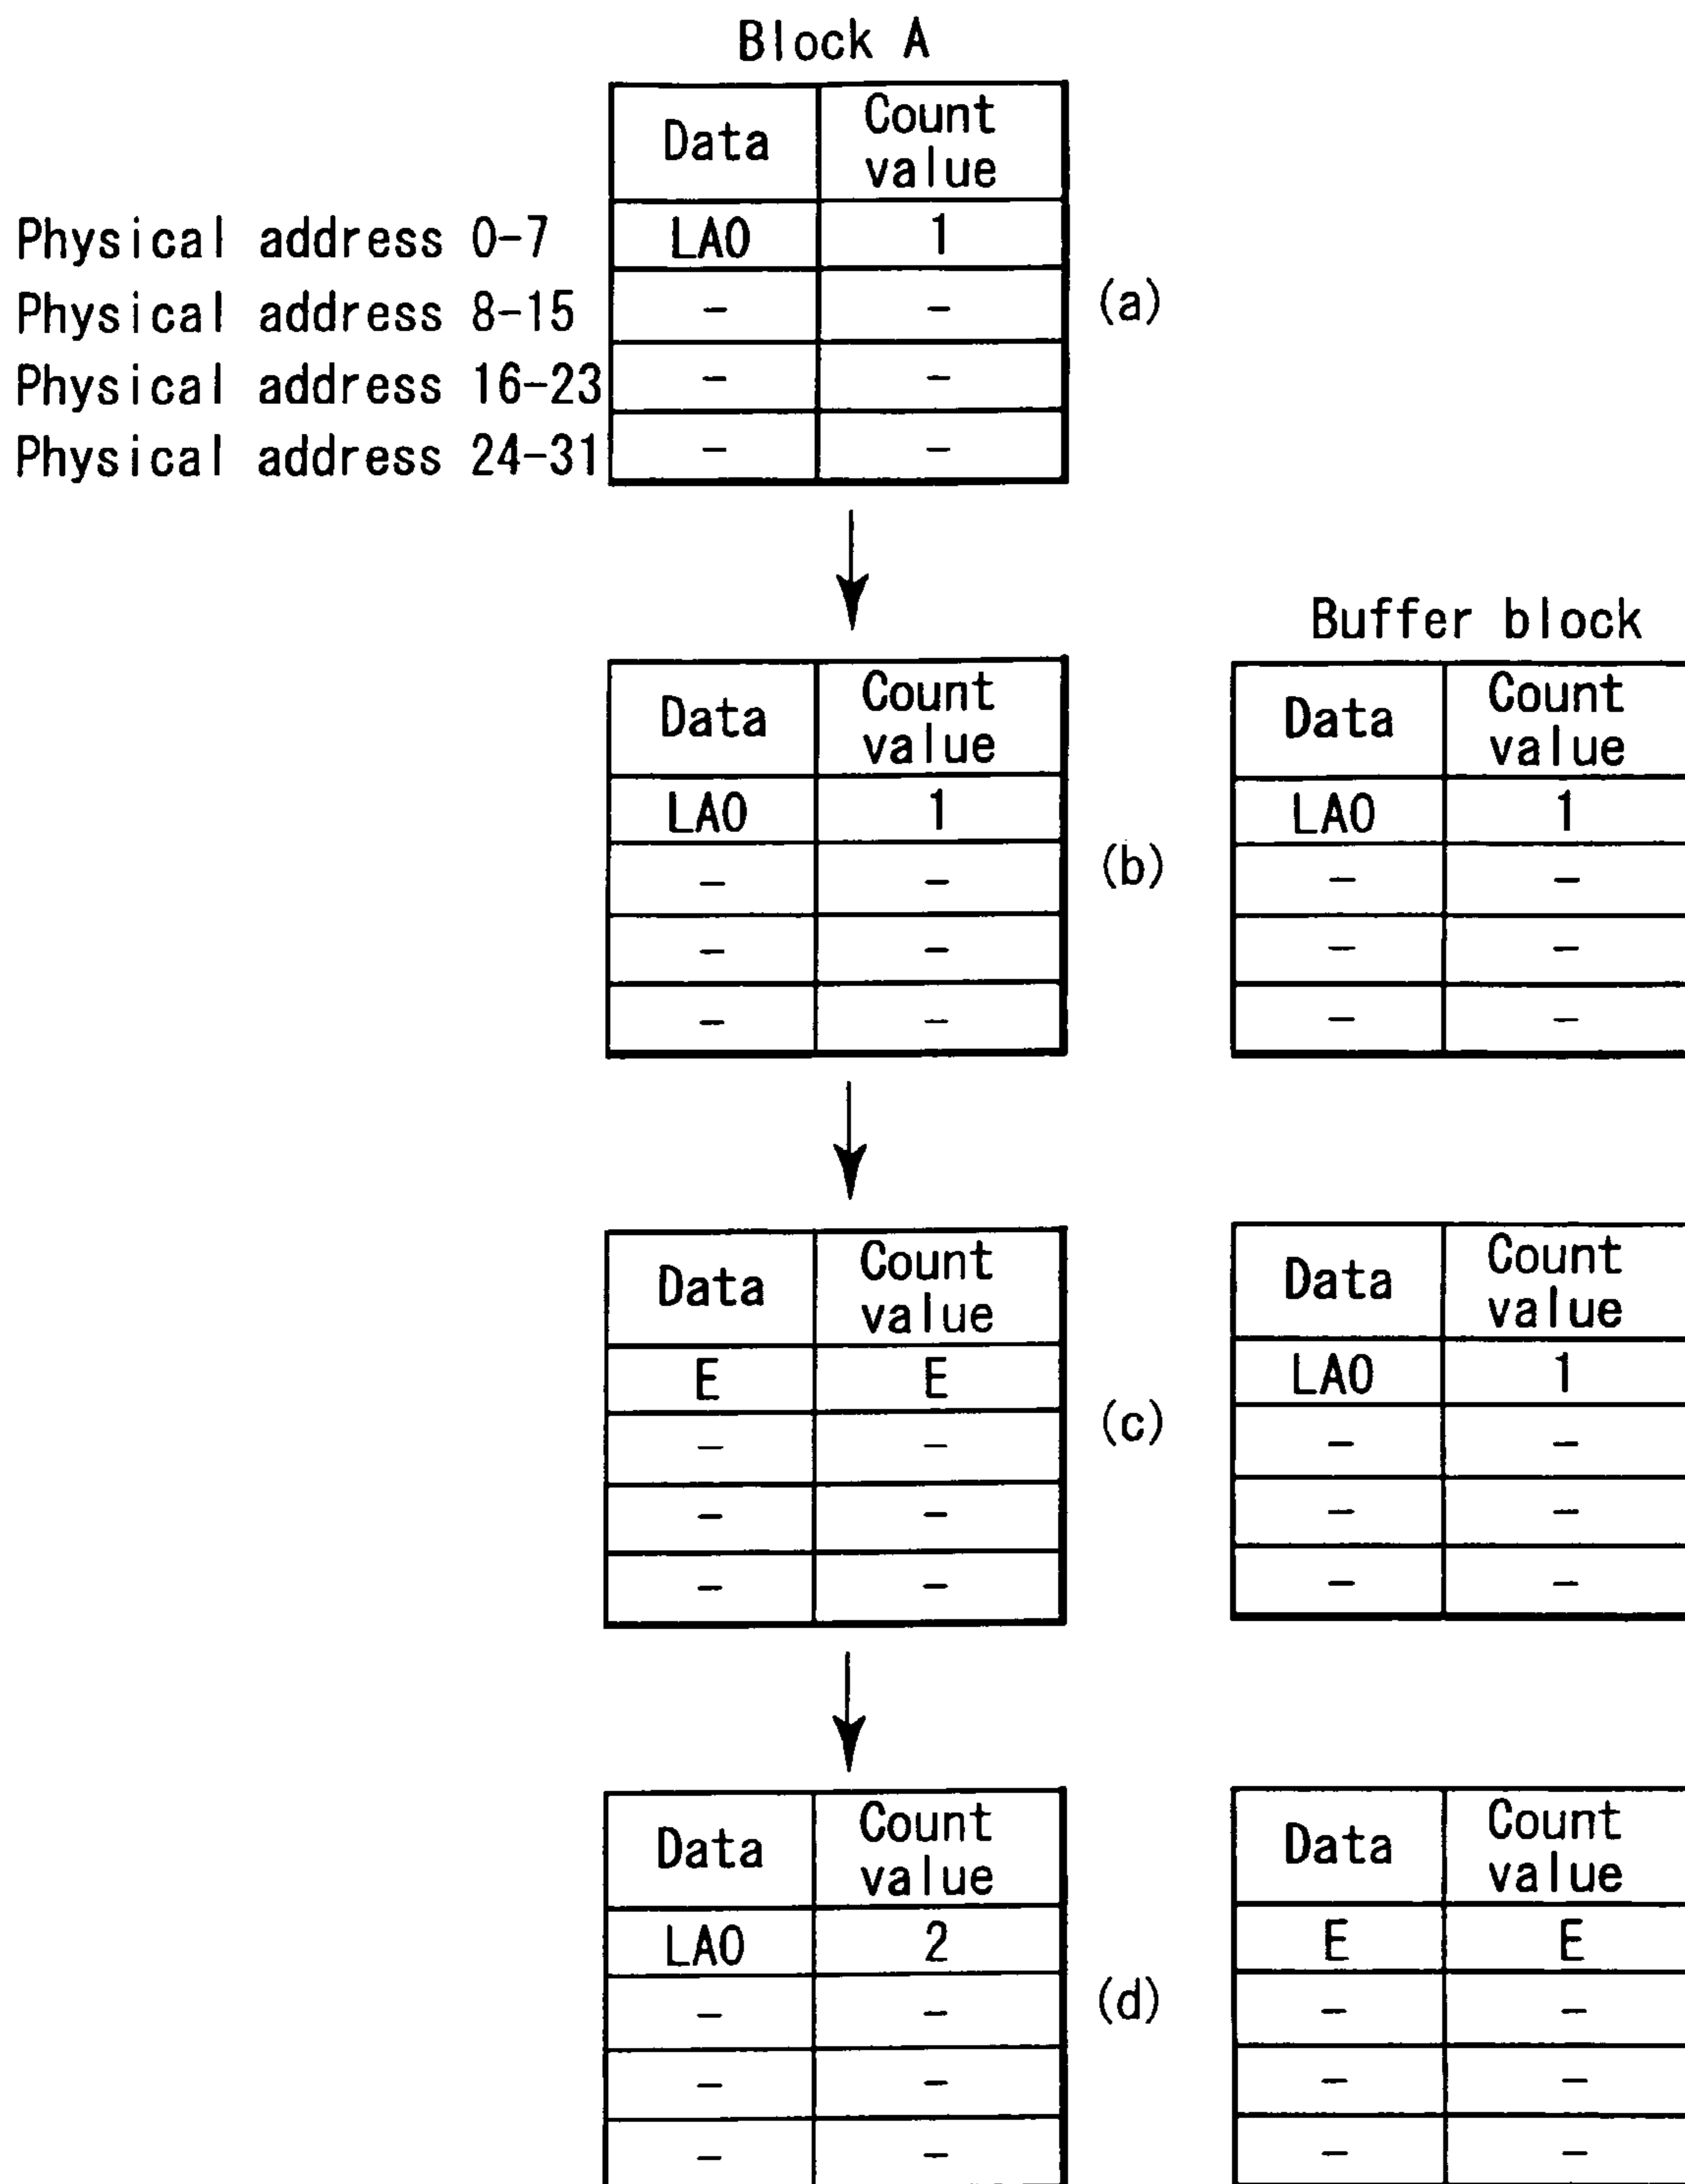 Block A
Data Count value
Physical address 0-7 LA0 1
Physical address 8-15 - -
(a)
Physical address 16-23 - -
Physical address 24-31 - -
Buffer block
Data Count value Data Count value
LA0 1 LA0 1
- - - -
(b)
- - - -
- - - -
Data Count value Data Count value
E E LA0 1
- - - -
(c)
- - - -
- - - -
Data Count value Data Count value
LA0 2 E E
- - - -
(d)
- - - -
- - - -